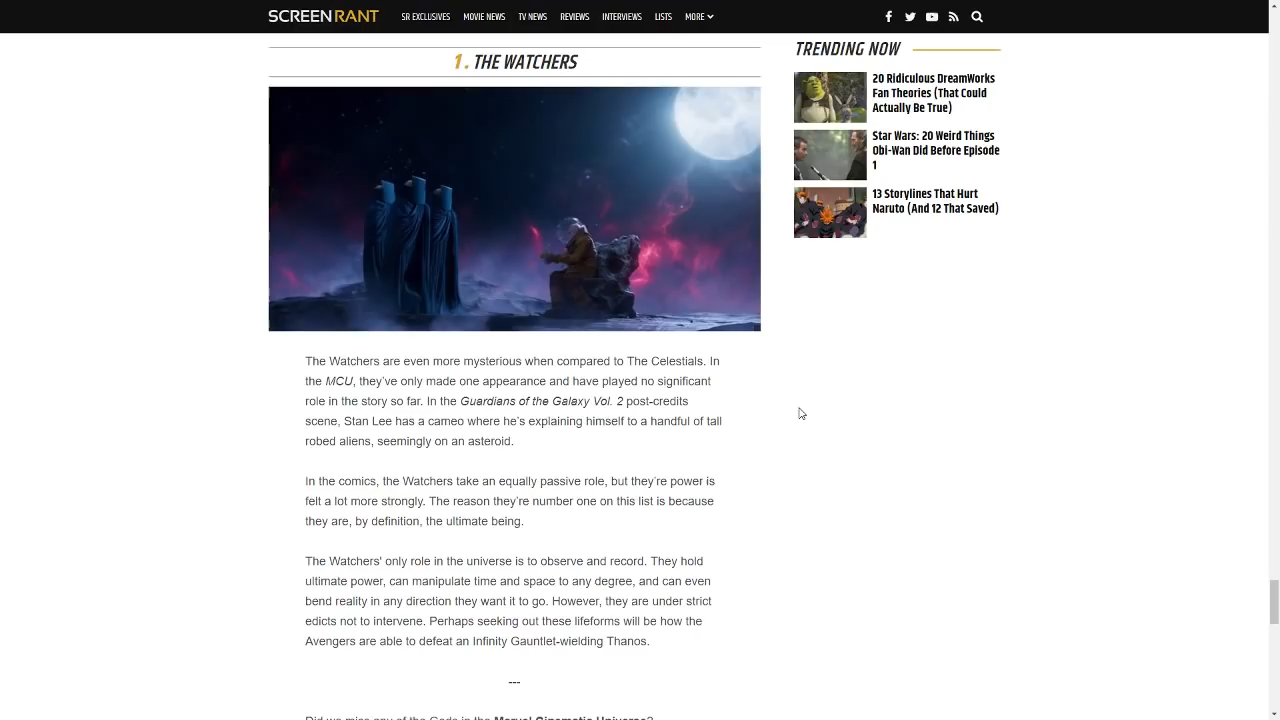 SCREENRANT SR EXCLUSIVES MOVIE NEWS TV NEWS REVIEWS INTERVIEWS LISTS MORE
1. THE WATCHERS
The Watchers are even more mysterious when compared to The Celestials. In
the MCU, they've only made one appearance and have played no significant
role in the story so far. In the Guardians of the Galaxy Vol. 2 post-credits
scene, Stan Lee has a cameo where he's explaining himself to a handful of tall
robed aliens, seemingly on an asteroid.
In the comics, the Watchers take an equally passive role, but they're power is
felt a lot more strongly. The reason they're number one on this list is because
they are, by definition, the ultimate being.
The Watchers' only role in the universe is to observe and record. They hold
ultimate power, can manipulate time and space to any degree, and can even
bend reality in any direction they want it to go. However, they are under strict
edicts not to intervene. Perhaps seeking out these lifeforms will be how the
Avengers are able to defeat an Infinity Gauntlet-wielding Thanos.
---
Did we miss any of the Gods in the Marvel Cinematic Universe?
TRENDING NOW
20 Ridiculous DreamWorks
Fan Theories (That Could
Actually Be True)
Star Wars: 20 Weird Things
Obi-Wan Did Before Episode
1
13 Storylines That Hurt
Naruto (And 12 That Saved)